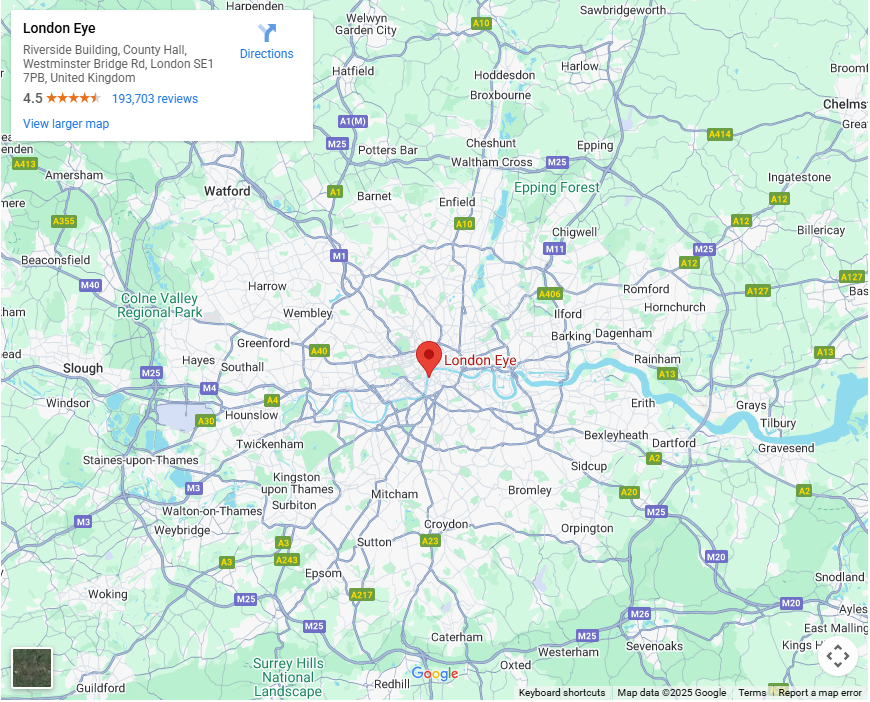 London Eye
Riverside Building, County Hall,
Westminster Bridge Rd, London SE1
7PB, United Kingdom
4.5
193,703 reviews
View larger map
Directions
Harpenden
Welwyn
Garden City
A10
Sawbridgeworth
Hatfield
Hoddesdon
Harlow
Broxbourne
Broomf
Chelms
A1(M)
M25
Potters Bar
Cheshunt
Waltham Cross
M25
Epping
A414
Grea
enden
A413
Amersham
Watford
A1
Barnet
Enfield
Epping Forest
Ingatestone
A12
mere
A355
A10
Chigwell
A12
Billericay
Beaconsfield
M1
M11
M25
A12
M40
Harrow
A406
Romford
A127
A127
Bas
Colne Valley
Regional Park
Wembley
Ilford
Hornchurch
ham
Greenford
A40
Barking
Dagenham
ead
Hayes
London Eye
Rainham
A13
Slough
M25
Southall
A13
M4
Windsor
A4
Erith
Grays
A30
Hounslow
Tilbury
Twickenham
Bexleyheath
Dartford
Gravesend
Staines-upon-Thames
A2
Sidcup
M3
Kingston
upon Thames
Mitcham
Bromley
A20
A2
Walton-on-Thames
Surbiton
M25
M3
Weybridge
Croydon
Orpington
A3
Sutton
A23
A3
A243
M20
Epsom
Snodland
Woking
M25
A217
M20
Ayles
M26
M25
East Malling
Caterham
M25
Sevenoaks
Kings H
Westerham
Surrey Hills
National
Landscape
Oxted
Guildford
Redhill
Google
Keyboard shortcuts
Map data ©2025 Google
Terms
Report a map error